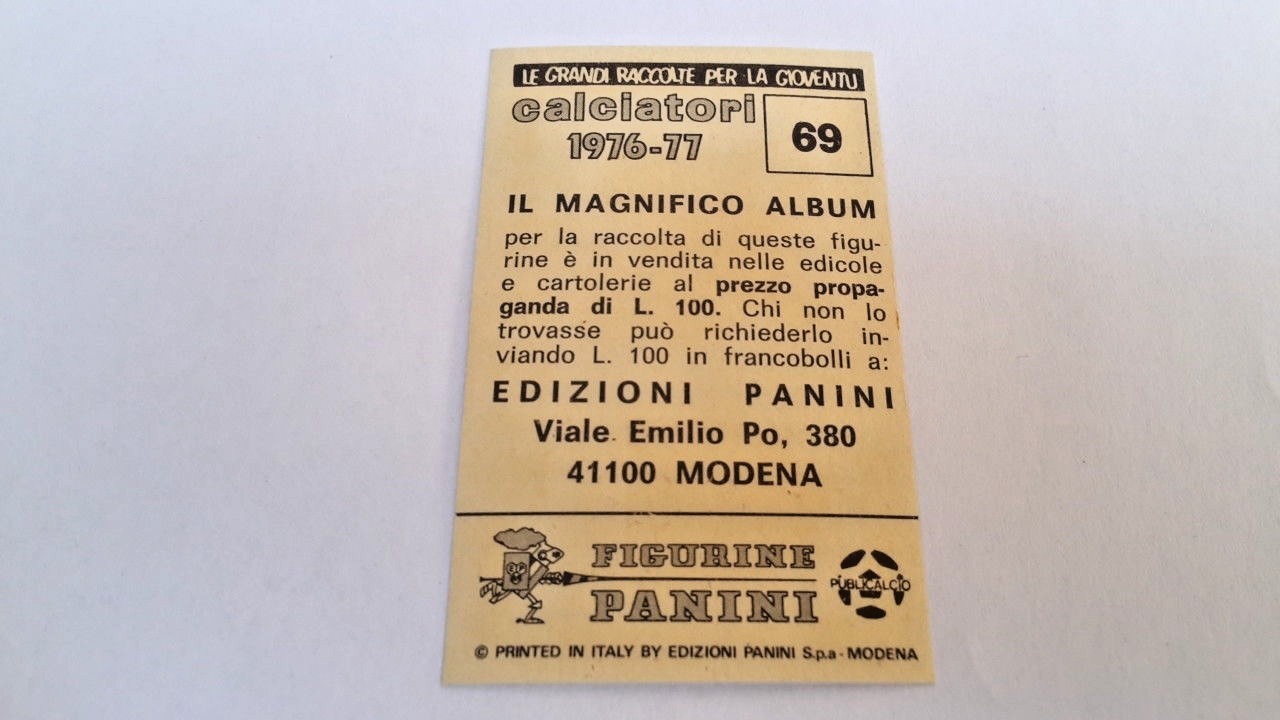 LE GRANDI RACCOLTE PER LA GIOVENTU
calciatori
1976-77
69
IL MAGNIFICO ALBUM
per la raccolta di queste figu-
rine è in vendita nelle edicole
e cartolerie al prezzo propa-
ganda di L. 100. Chi non lo
trovasse può richiederlo in-
viando L. 100 in francobolli a:
EDIZIONI PANINI
Viale Emilio Po, 380
41100 MODENA
FIGURINE
PANINI
PUBLICALCIO
© PRINTED IN ITALY BY EDIZIONI PANINI S.p.a - MODENA